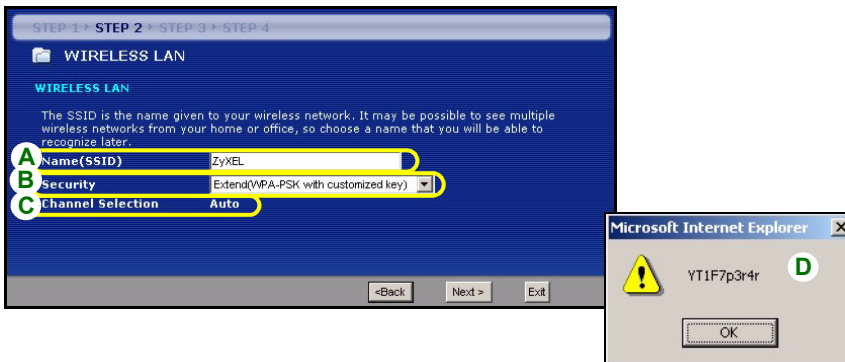 STEP 1 › STEP 2 › STEP 3 › STEP 4
WIRELESS LAN
WIRELESS LAN
The SSID is the name given to your wireless network. It may be possible to see multiple
wireless networks from your home or office, so choose a name that you will be able to
recognize later.
A Name(SSID) ZyXEL
B Security Extend(WPA-PSK with customized key)
C Channel Selection Auto
<Back Next > Exit
Microsoft Internet Explorer X
YT1F7p3r4r D
OK